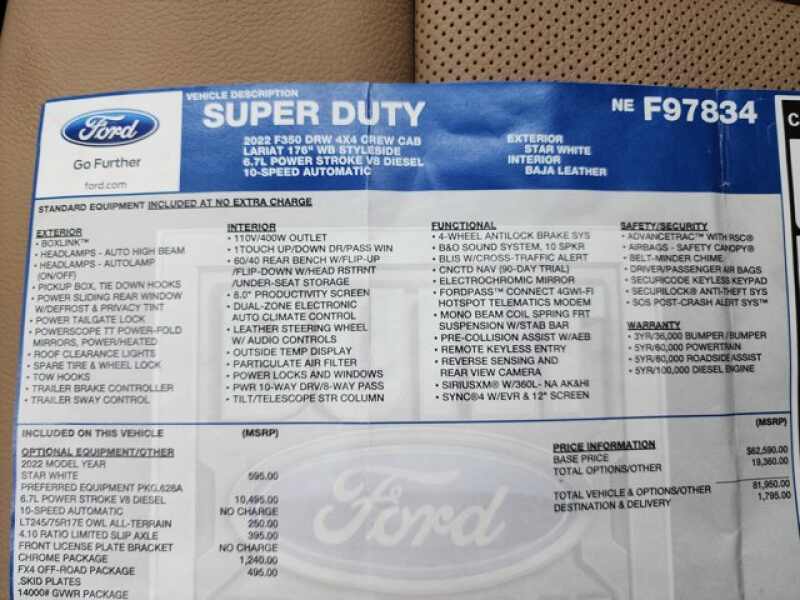 VEHICLE DESCRIPTION
SUPER DUTY
NE F97834
Ford
Go Further
ford.com
2022 F350 DRW 4X4 CREW CAB
LARIAT 176" WB STYLESIDE
6.7L POWER STROKE V8 DIESEL
10-SPEED AUTOMATIC
EXTERIOR
STAR WHITE
INTERIOR
BAJA LEATHER
STANDARD EQUIPMENT INCLUDED AT NO EXTRA CHARGE
EXTERIOR
• BOXLINK™
• HEADLAMPS - AUTO HIGH BEAM
• HEADLAMPS - AUTOLAMP
(ON/OFF)
• PICKUP BOX, TIE DOWN HOOKS
• POWER SLIDING REAR WINDOW
W/DEFROST & PRIVACY TINT
• POWER TAILGATE LOCK
• POWERSCOPE TT POWER-FOLD
MIRRORS, POWER/HEATED
• ROOF CLEARANCE LIGHTS
• SPARE TIRE & WHEEL LOCK
• TOW HOOKS
• TRAILER BRAKE CONTROLLER
• TRAILER SWAY CONTROL
INTERIOR
• 110V/400W OUTLET
• 1TOUCH UP/DOWN DR/PASS WIN
• 60/40 REAR BENCH W/FLIP-UP
/FLIP-DOWN W/HEAD RSTRNT
/UNDER-SEAT STORAGE
• 8.0" PRODUCTIVITY SCREEN
• DUAL-ZONE ELECTRONIC
AUTO CLIMATE CONTROL
• LEATHER STEERING WHEEL
W/ AUDIO CONTROLS
• OUTSIDE TEMP DISPLAY
• PARTICULATE AIR FILTER
• POWER LOCKS AND WINDOWS
• PWR 10-WAY DRV/8-WAY PASS
• TILT/TELESCOPE STR COLUMN
FUNCTIONAL
• 4-WHEEL ANTILOCK BRAKE SYS
• B&O SOUND SYSTEM, 10 SPKR
• BLIS W/CROSS-TRAFFIC ALERT
• CNCTD NAV (90-DAY TRIAL)
• ELECTROCHROMIC MIRROR
• FORDPASS™ CONNECT 4GWI-FI
HOTSPOT TELEMATICS MODEM
• MONO BEAM COIL SPRING FRT
SUSPENSION W/STAB BAR
• PRE-COLLISION ASSIST W/AEB
• REMOTE KEYLESS ENTRY
• REVERSE SENSING AND
REAR VIEW CAMERA
• SIRIUSXM® W/360L- NA AK&HI
• SYNC®4 W/EVR & 12" SCREEN
SAFETY/SECURITY
• ADVANCETRAC™ WITH RSC®
• AIRBAGS - SAFETY CANOPY®
• BELT-MINDER CHIME
• DRIVER/PASSENGER AIR BAGS
• SECURICODE KEYLESS KEYPAD
• SECURILOCK® ANTI-THEFT SYS
• SOS POST-CRASH ALERT SYS™
WARRANTY
• 3YR/36,000 BUMPER / BUMPER
• 5YR/60,000 POWERTRAIN
• 5YR/60,000 ROADSIDE ASSIST
• 5YR/100,000 DIESEL ENGINE
INCLUDED ON THIS VEHICLE (MSRP)
OPTIONAL EQUIPMENT/OTHER
2022 MODEL YEAR
STAR WHITE 595.00
PREFERRED EQUIPMENT PKG.628A
6.7L POWER STROKE V8 DIESEL 10,495.00
10-SPEED AUTOMATIC NO CHARGE
LT245/75R17E OWL ALL-TERRAIN 250.00
4.10 RATIO LIMITED SLIP AXLE 395.00
FRONT LICENSE PLATE BRACKET NO CHARGE
CHROME PACKAGE 1,240.00
FX4 OFF-ROAD PACKAGE 495.00
.SKID PLATES
14000# GVWR PACKAGE
(MSRP)
PRICE INFORMATION
BASE PRICE $62,590.00
TOTAL OPTIONS/OTHER 19,360.00
TOTAL VEHICLE & OPTIONS/OTHER 81,950.00
DESTINATION & DELIVERY 1,795.00
Ford